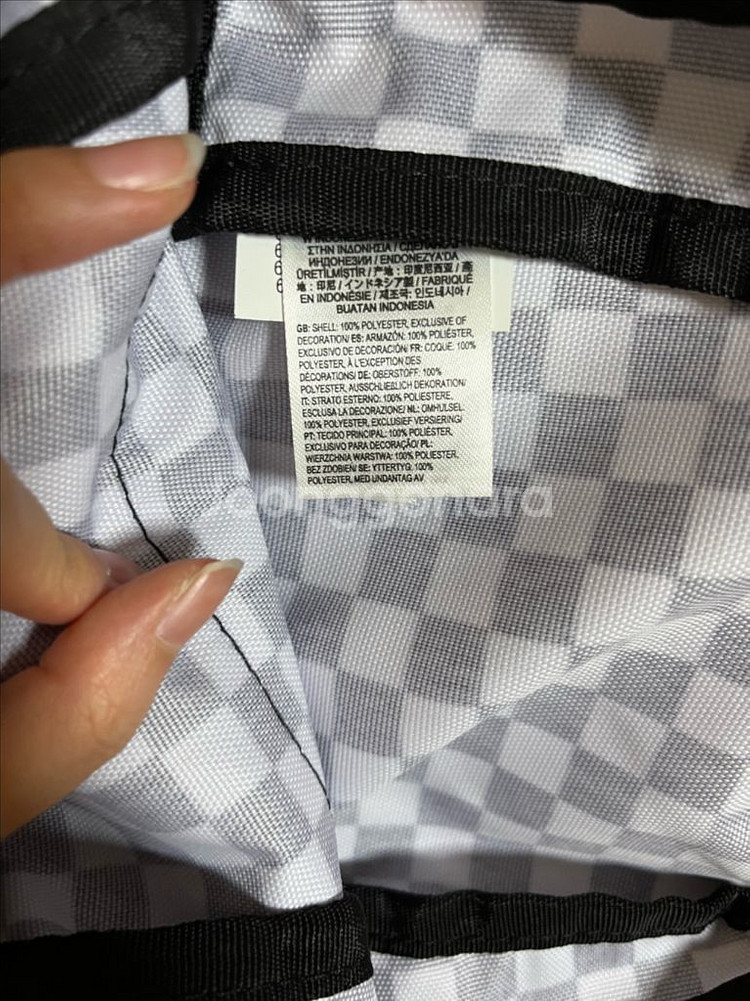 ΣΤΗΝ ΙΝΔΟΝΗΣΙΑ / СДЕЛАНО В
ИНДОНЕЗИИ / ENDONEZYA'DA
ÜRETİLMİŞTİR / 产地：印度尼西亚 / 產
地：印尼 / インドネシア製 / FABRIQUÉ
EN INDONÉSIE / 제조국: 인도네시아 /
BUATAN INDONESIA
GB: SHELL: 100% POLYESTER, EXCLUSIVE OF
DECORATION/ ES: ARMAZÓN: 100% POLIÉSTER,
EXCLUSIVO DE DECORACIÓN/ FR: COQUE: 100%
POLYESTER, À L'EXCEPTION DES
DÉCORATIONS/ DE: OBERSTOFF: 100%
POLYESTER, AUSSCHLIEßLICH DEKORATION/
IT: STRATO ESTERNO: 100% POLIESTERE,
ESCLUSA LA DECORAZIONE/ NL: OMHULSEL:
100% POLYESTER, EXCLUSIEF VERSIERING/
PT: TECIDO PRINCIPAL: 100% POLIÉSTER,
EXCLUSIVO PARA DECORAÇÃO/ PL:
WIERZCHNIA WARSTWA: 100% POLIESTER,
BEZ ZDOBIEŃ/ SE: YTTERTYG: 100%
POLYESTER, MED UNDANTAG AV